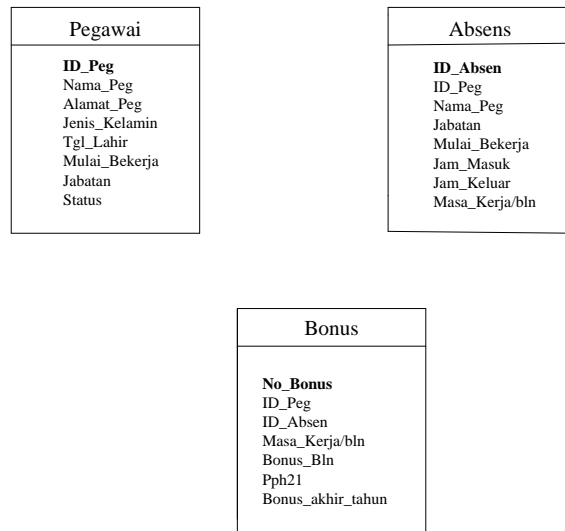 Pegawai
ID_Peg
Nama_Peg
Alamat_Peg
Jenis_Kelamin
Tgl_Lahir
Mulai_Bekerja
Jabatan
Status
Absens
ID_Absen
ID_Peg
Nama_Peg
Jabatan
Mulai_Bekerja
Jam_Masuk
Jam_Keluar
Masa_Kerja/bln
Bonus
No_Bonus
ID_Peg
ID_Absen
Masa_Kerja/bln
Bonus_Bln
Pph21
Bonus_akhir_tahun